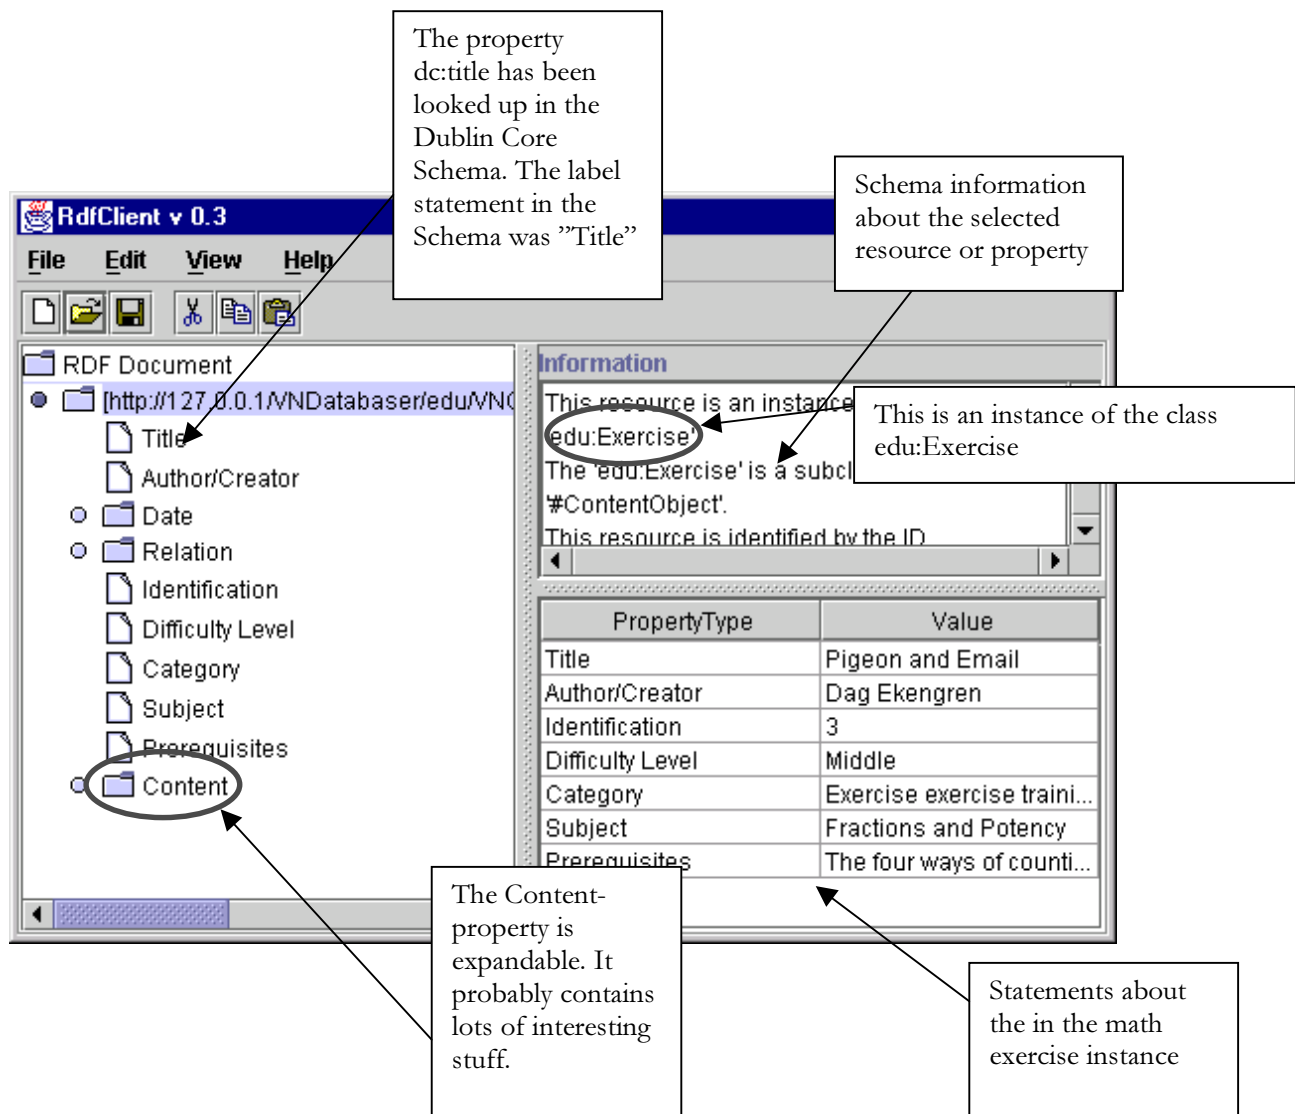 The property
dc:title has been
looked up in the
Dublin Core
Schema. The label
statement in the
Schema was ”Title”
Schema information
about the selected
resource or property
RdfClient v 0.3
File Edit View Help
RDF Document
[http://127.0.0.1/VNDatabaser/edu/VN
Title
Author/Creator
Date
Relation
Identification
Difficulty Level
Category
Subject
Prerequisites
Content
Information
This resource is an instance
'edu:Exercise'
The 'edu:Exercise' is a subcl
'#ContentObject'.
This resource is identified by the ID
This is an instance of the class
edu:Exercise
PropertyType Value
Title Pigeon and Email
Author/Creator Dag Ekengren
Identification 3
Difficulty Level Middle
Category Exercise exercise traini...
Subject Fractions and Potency
Prerequisites The four ways of counti...
The Content-
property is
expandable. It
probably contains
lots of interesting
stuff.
Statements about
the in the math
exercise instance